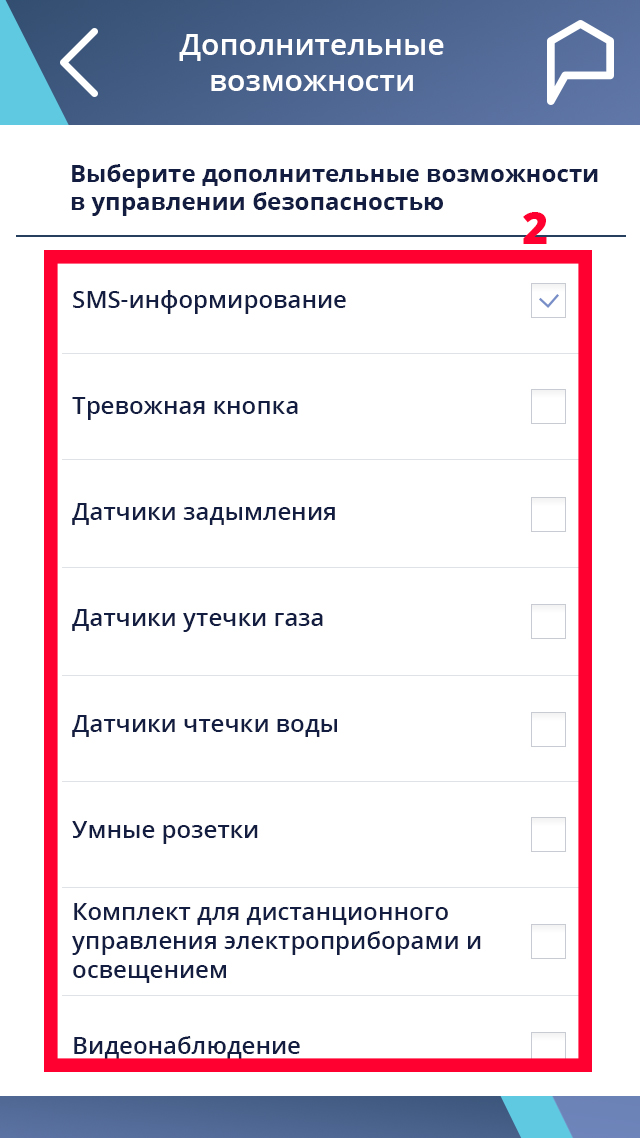 Дополнительные
возможности
Выберите дополнительные возможности
в управлении безопасностью
2
SMS-информирование
Тревожная кнопка
Датчики задымления
Датчики утечки газа
Датчики чтечки воды
Умные розетки
Комплект для дистанционного
управления электроприборами и
освещением
Видеонаблюдение